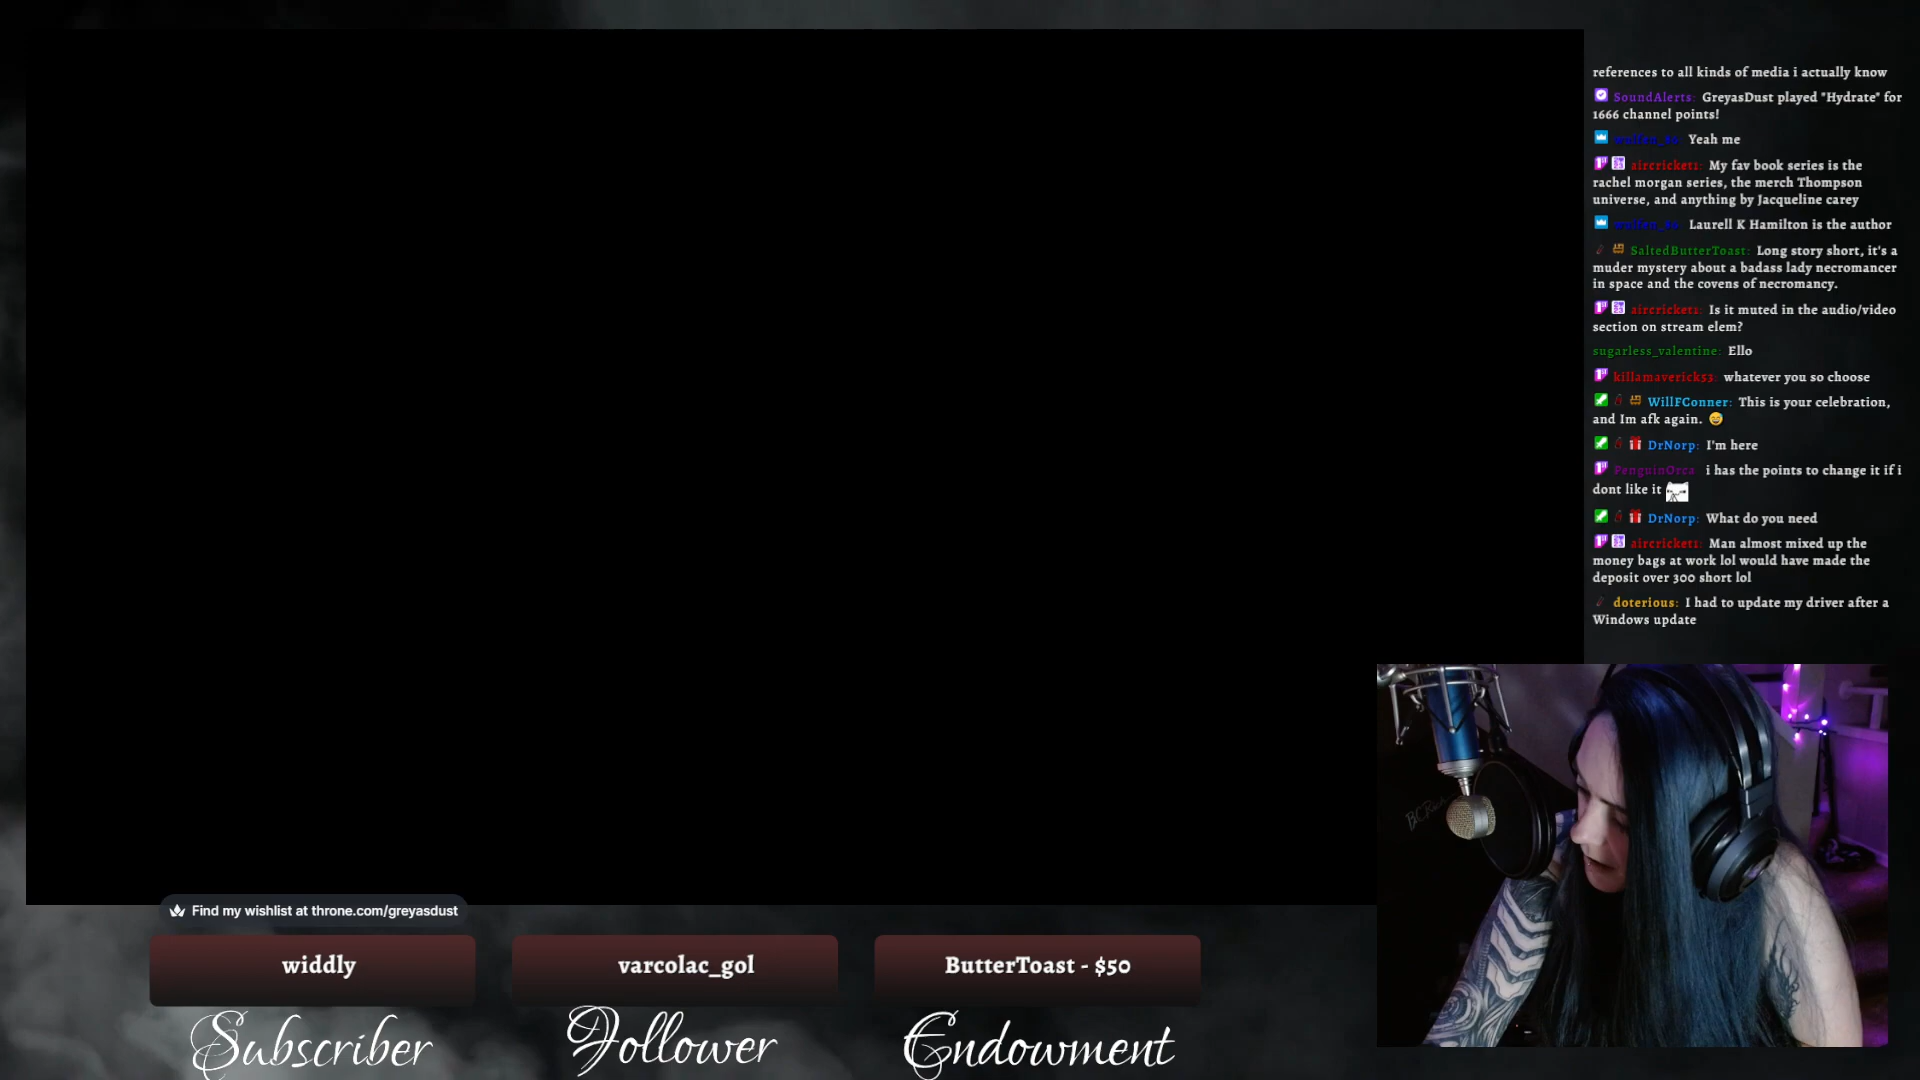 references to all kinds of media i actually know
SoundAlerts: GreyasDust played "Hydrate" for
1666 channel points!
Yeah me
aircricket1: My fav book series is the
rachel morgan series, the merch Thompson
universe, and anything by Jacqueline carey
Laurell K Hamilton is the author
SaltedButterToast: Long story short, it's a
muder mystery about a badass lady necromancer
in space and the covens of necromancy.
aircricket1: Is it muted in the audio/video
section on stream elem?
sugarless_valentine: Ello
killamaverick53: whatever you so choose
WillFConner: This is your celebration,
and Im afk again.
DrNorp: I'm here
PenguinOrca: i has the points to change it if i
dont like it
DrNorp: What do you need
aircricket1: Man almost mixed up the
money bags at work lol would have made the
deposit over 300 short lol
doterious: I had to update my driver after a
Windows update
Find my wishlist at throne.com/greyasdust
widdly
varcolac_gol
ButterToast - $50
Subscriber
Follower
Endowment